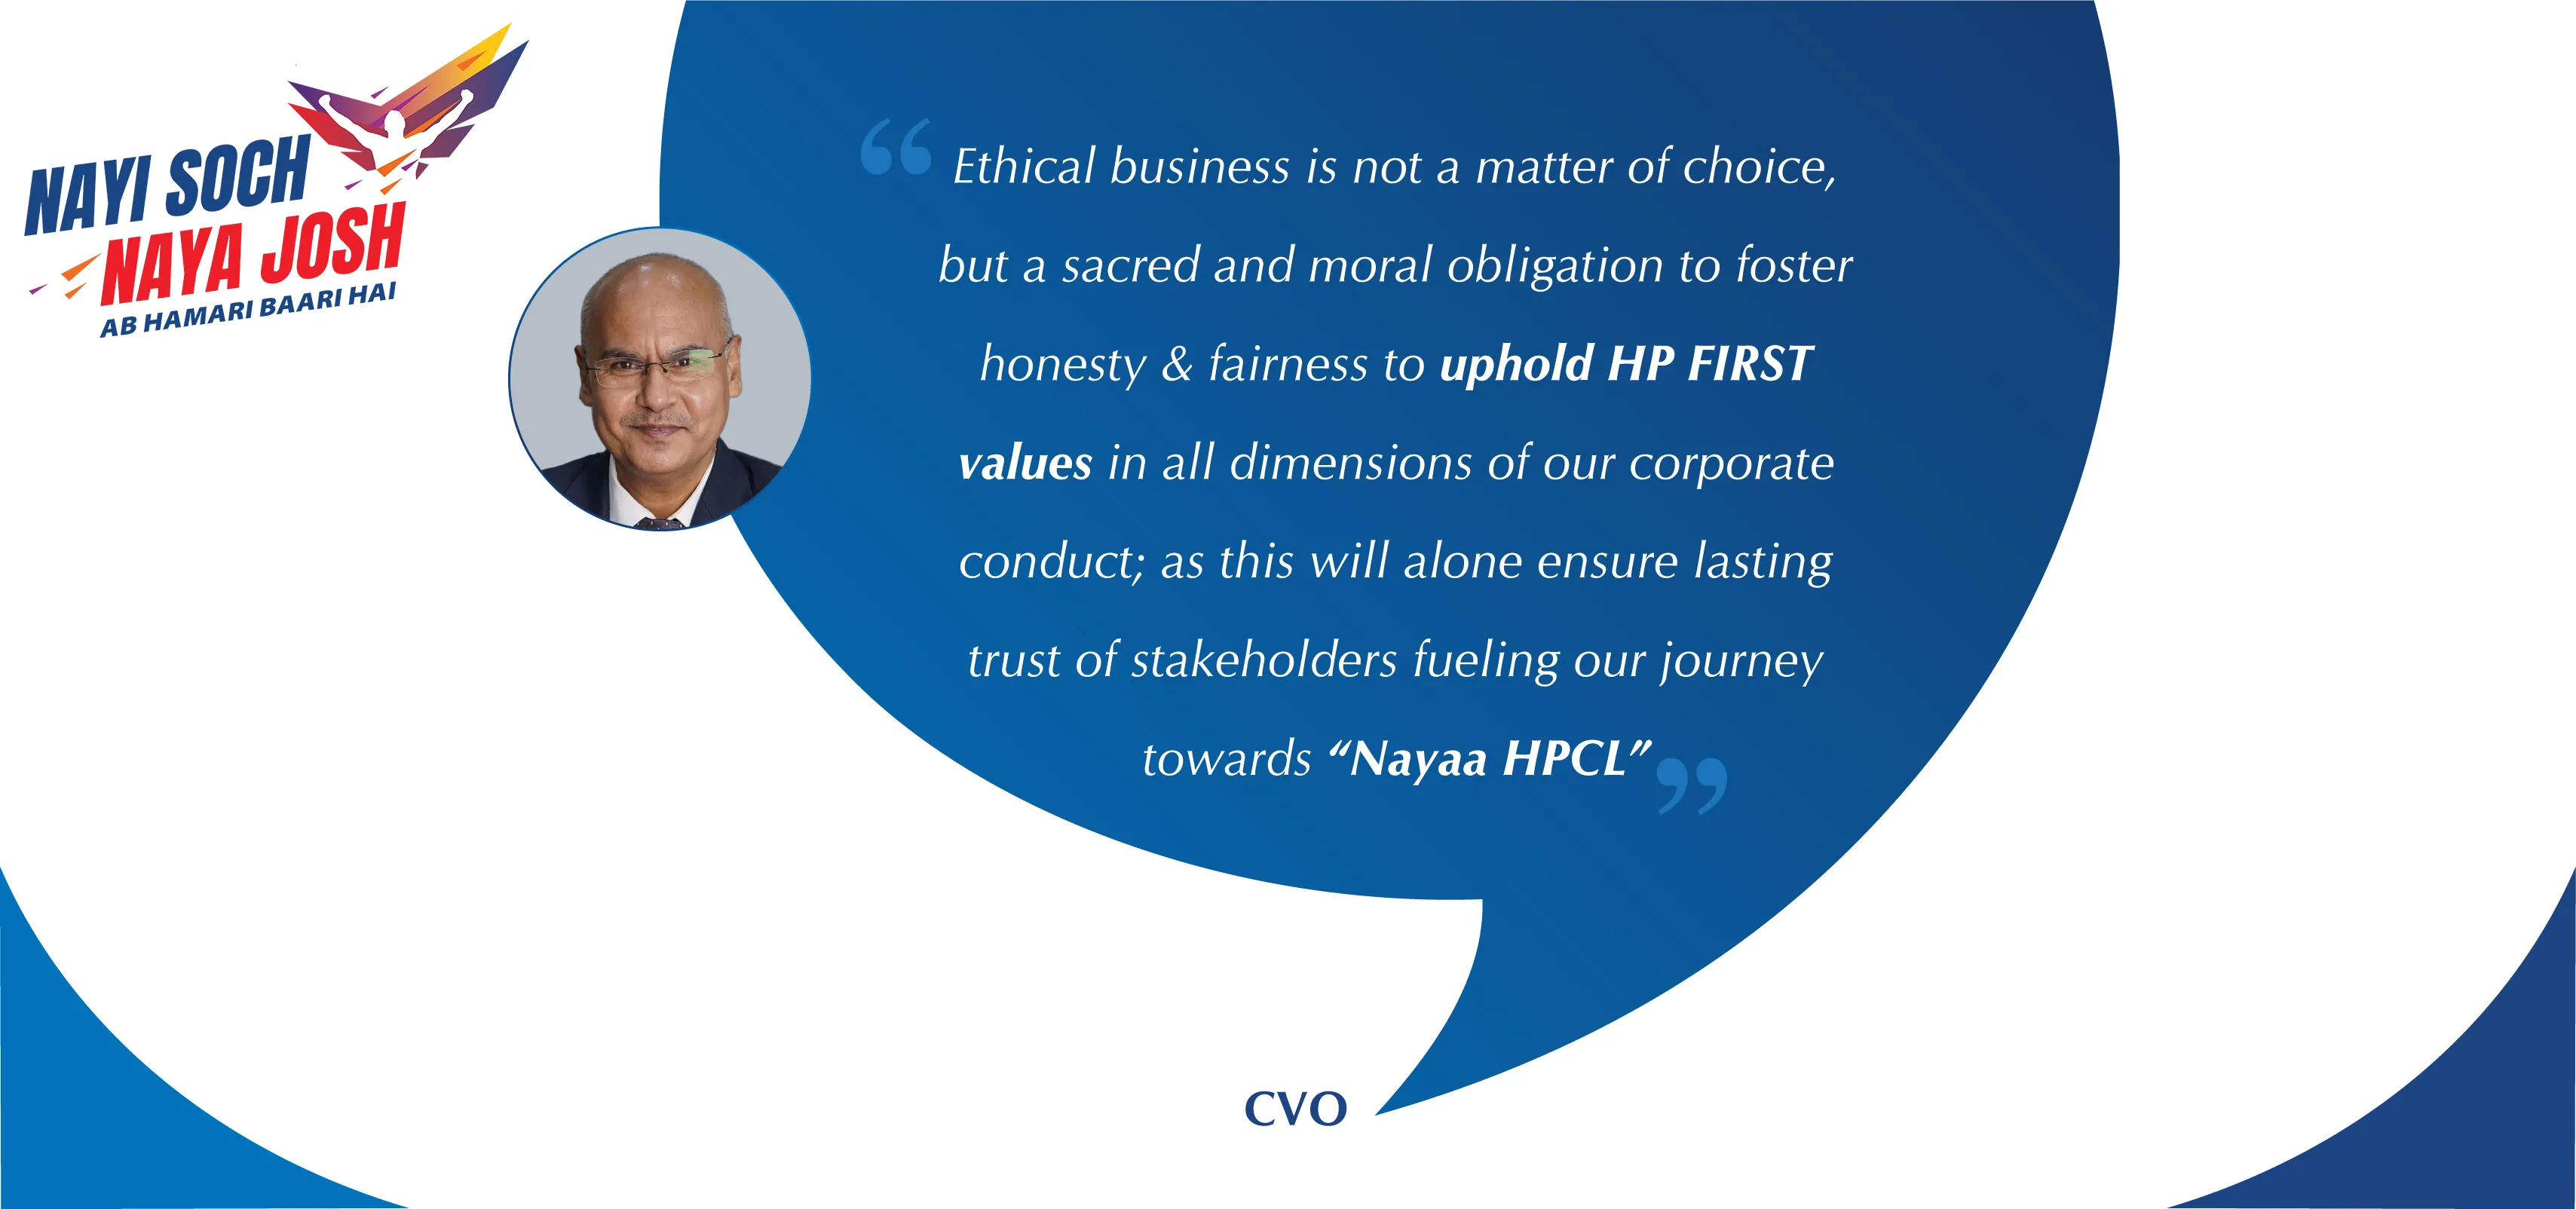 NAYI SOCH
NAYA JOSH
AB HAMARI BAARI HAI
“ Ethical business is not a matter of choice,
but a sacred and moral obligation to foster
honesty & fairness to uphold HP FIRST
values in all dimensions of our corporate
conduct; as this will alone ensure lasting
trust of stakeholders fueling our journey
towards “Nayaa HPCL” ”
CVO